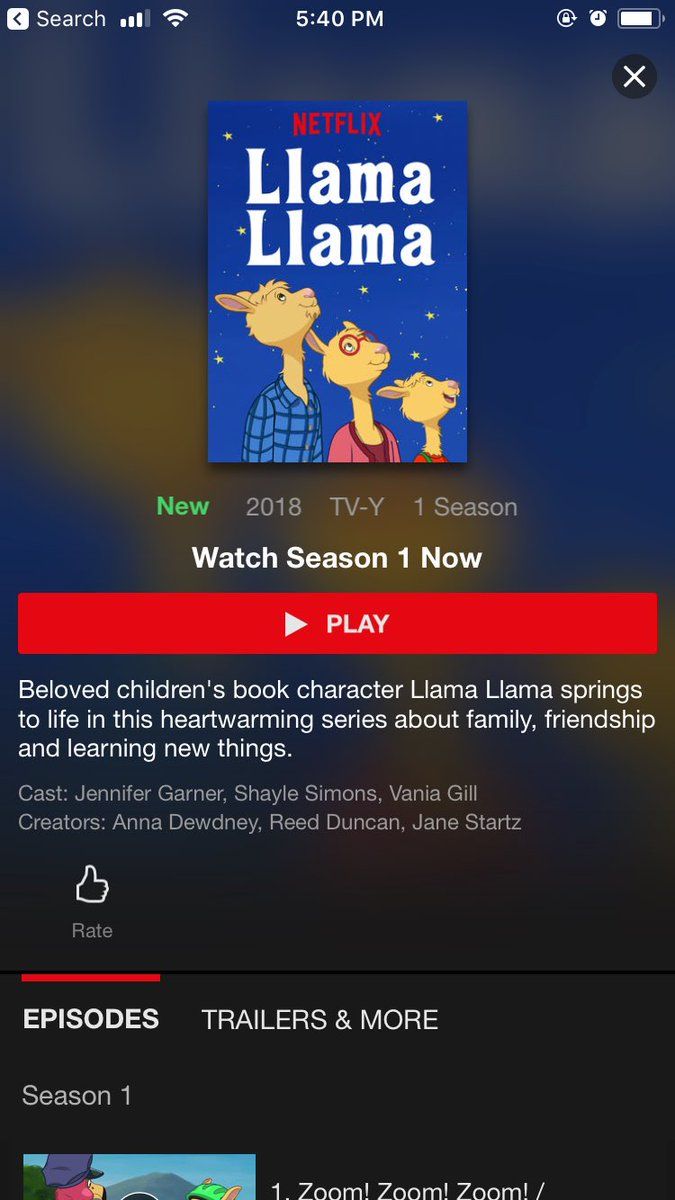 Search 5:40 PM
NETFLIX
Llama
Llama
New 2018 TV-Y 1 Season
Watch Season 1 Now
PLAY
Beloved children's book character Llama Llama springs
to life in this heartwarming series about family, friendship
and learning new things.
Cast: Jennifer Garner, Shayle Simons, Vania Gill
Creators: Anna Dewdney, Reed Duncan, Jane Startz
Rate
EPISODES TRAILERS & MORE
Season 1
1. Zoom! Zoom! Zoom! /